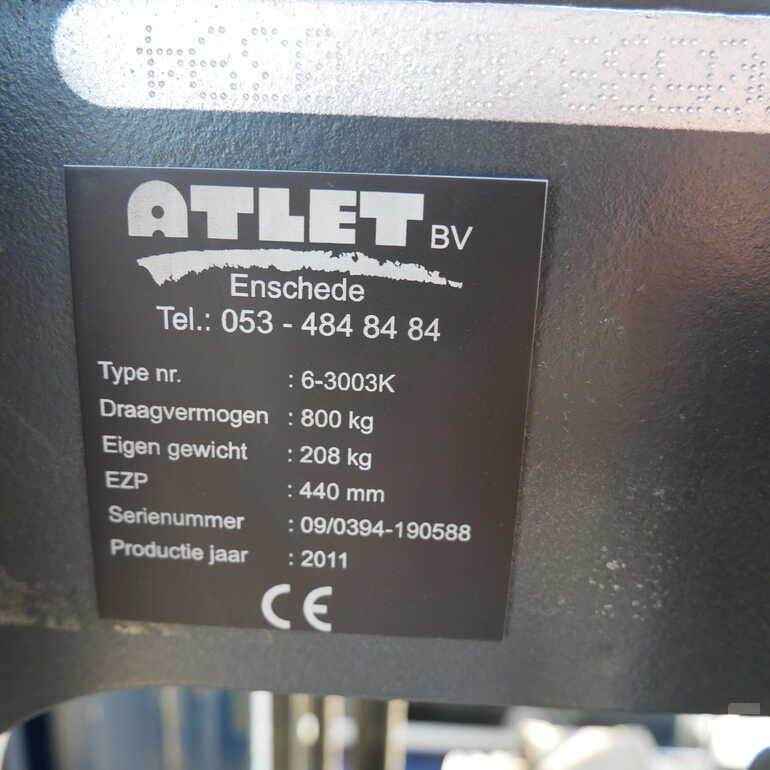 ATLET BV
Enschede
Tel.: 053 - 484 84 84
Type nr. : 6-3003K
Draagvermogen : 800 kg
Eigen gewicht : 208 kg
EZP : 440 mm
Serienummer : 09/0394-190588
Productie jaar : 2011
CE